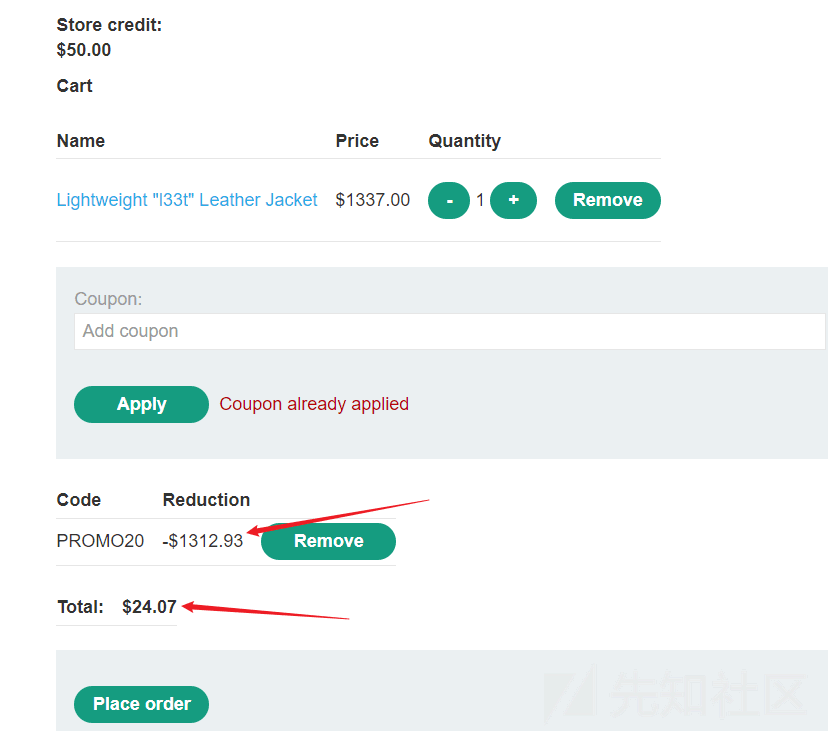 Store credit:
$50.00
Cart
Name Price Quantity
Lightweight "l33t" Leather Jacket $1337.00 - 1 + Remove
Coupon:
Add coupon
Apply Coupon already applied
Code Reduction
PROMO20 -$1312.93 Remove
Total: $24.07
Place order
先知社区